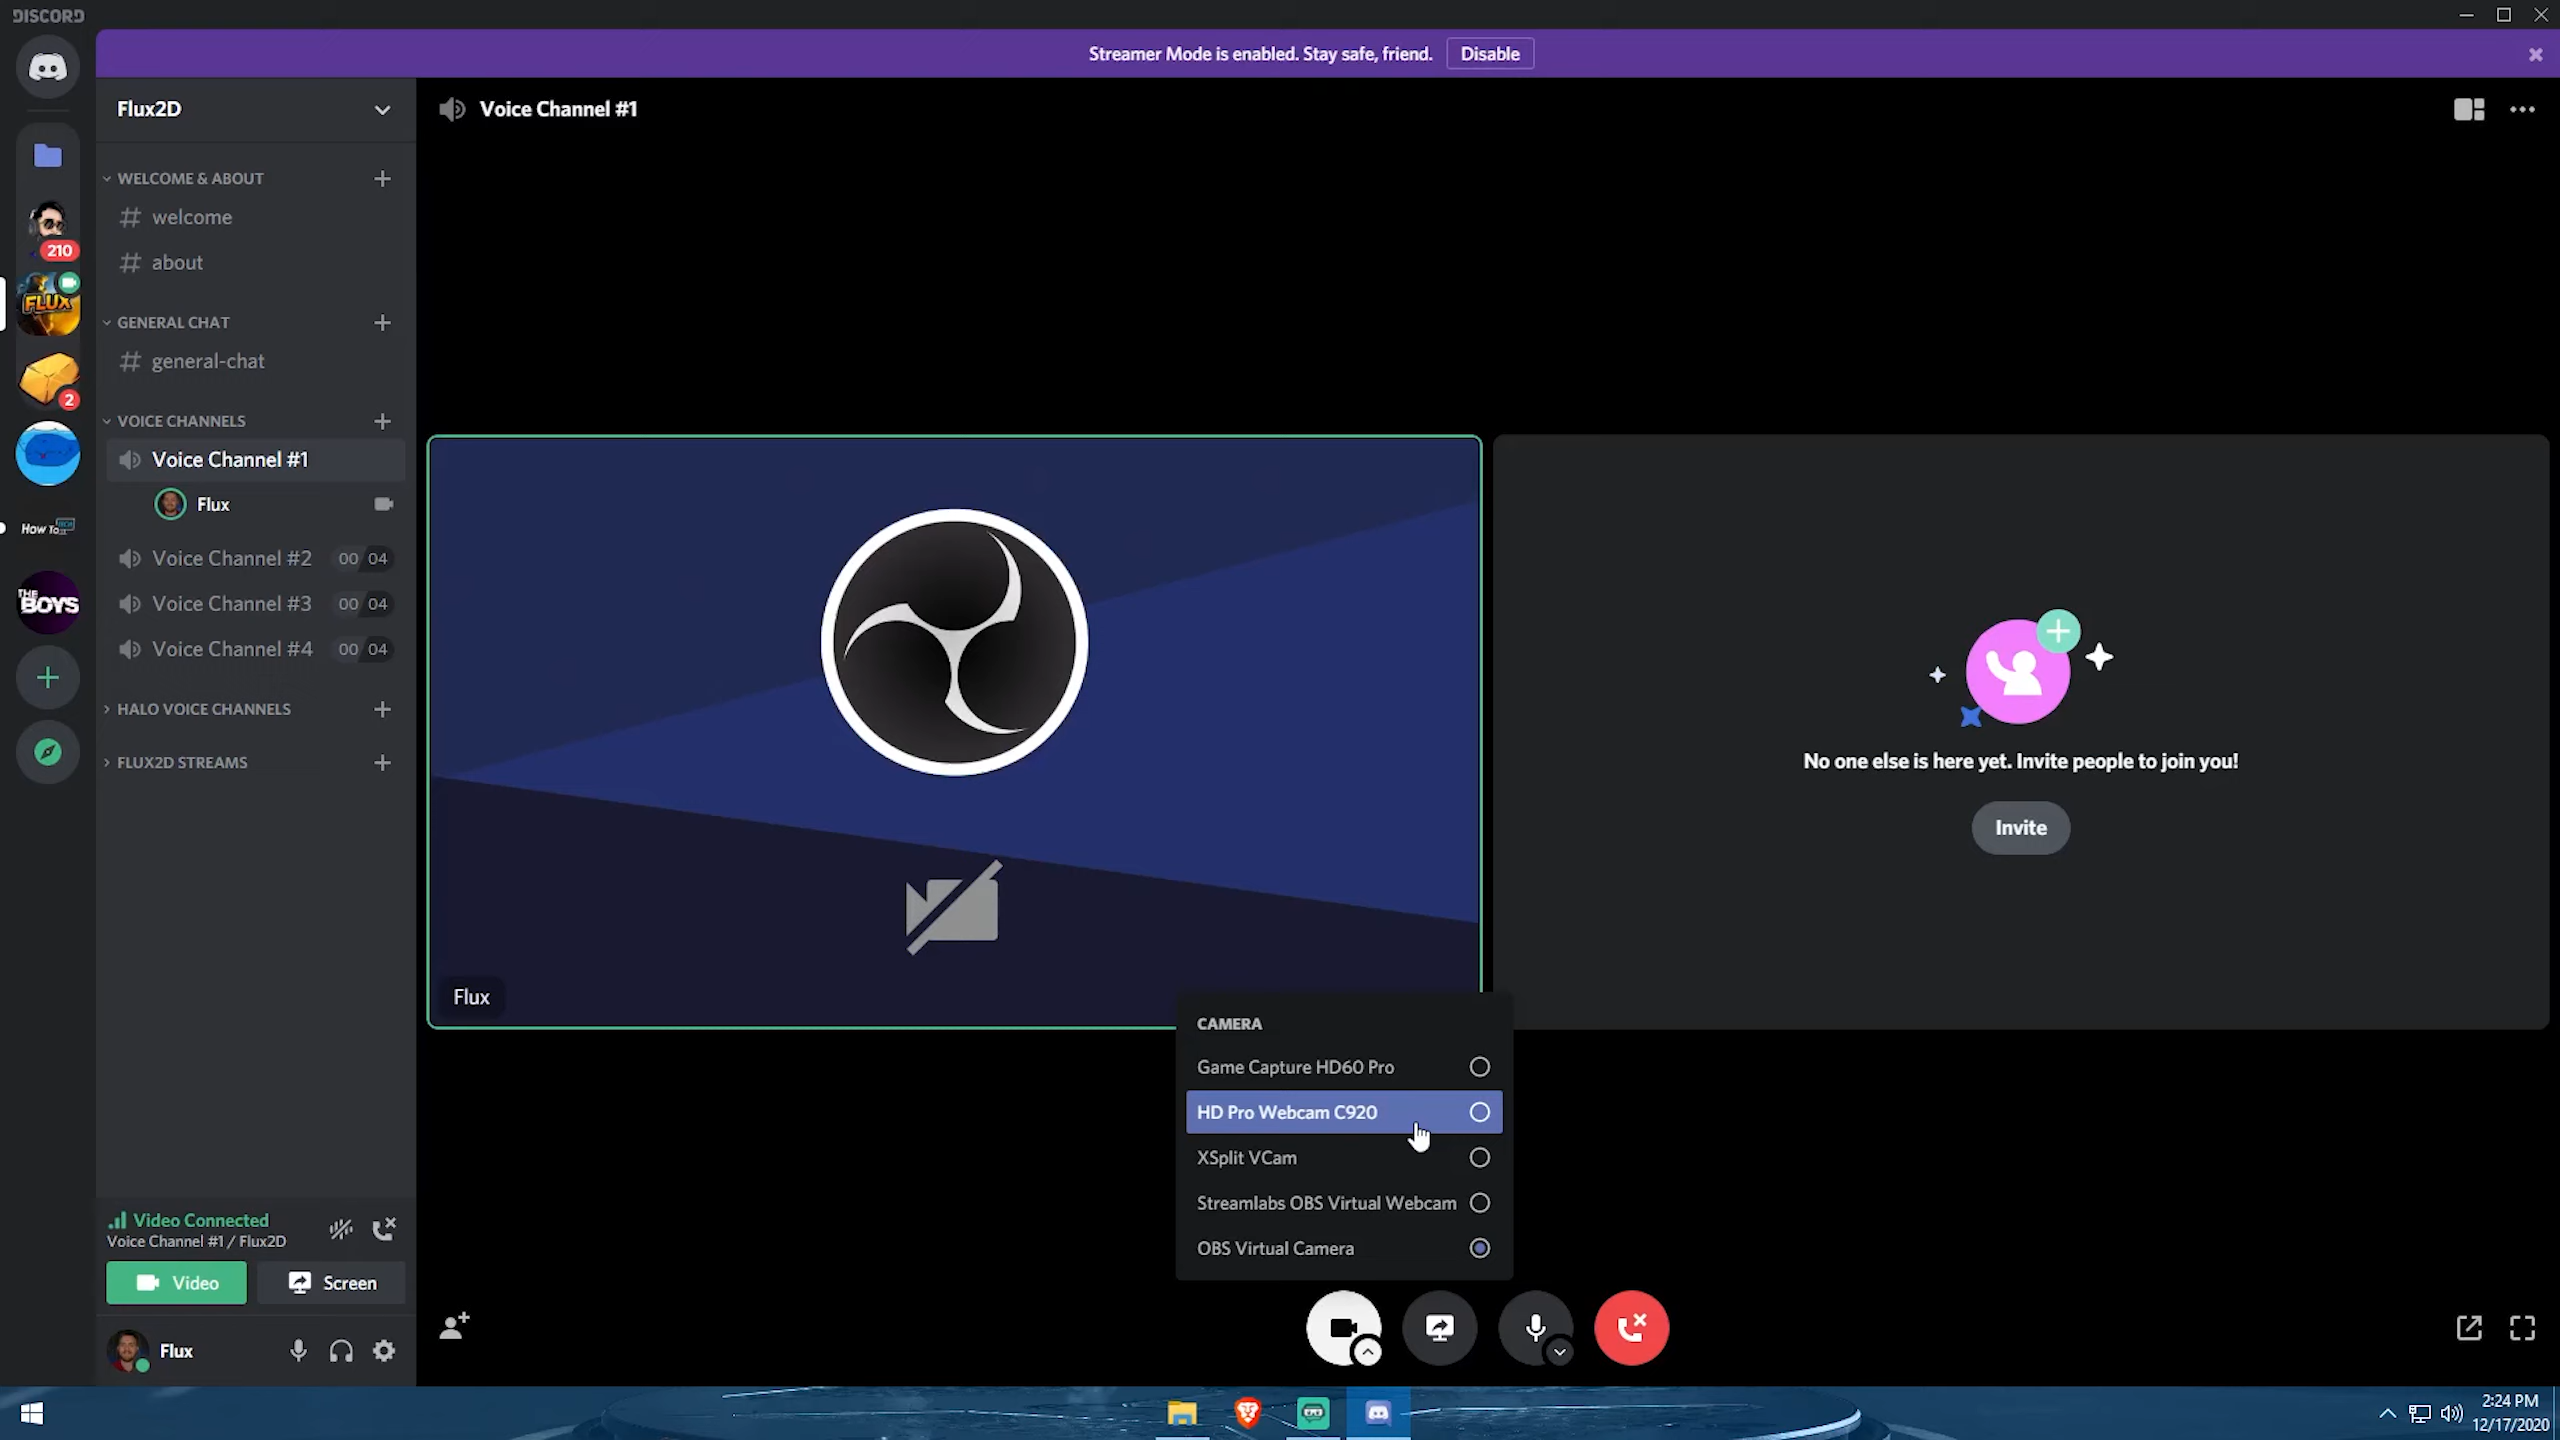 DISCORD
Streamer Mode is enabled. Stay safe, friend.
Disable
Flux2D
Voice Channel #1
WELCOME & ABOUT
welcome
210
about
FLUX
GENERAL CHAT
general-chat
2
VOICE CHANNELS
Voice Channel #1
Flux
How To
Voice Channel #2 00 04
THE BOYS
Voice Channel #3 00 04
Voice Channel #4 00 04
HALO VOICE CHANNELS
FLUX2D STREAMS
No one else is here yet. Invite people to join you!
Invite
Flux
CAMERA
Game Capture HD60 Pro
HD Pro Webcam C920
XSplit VCam
Streamlabs OBS Virtual Webcam
OBS Virtual Camera
Video Connected
Voice Channel #1 / Flux2D
Video
Screen
Flux
2:24 PM
12/17/2020